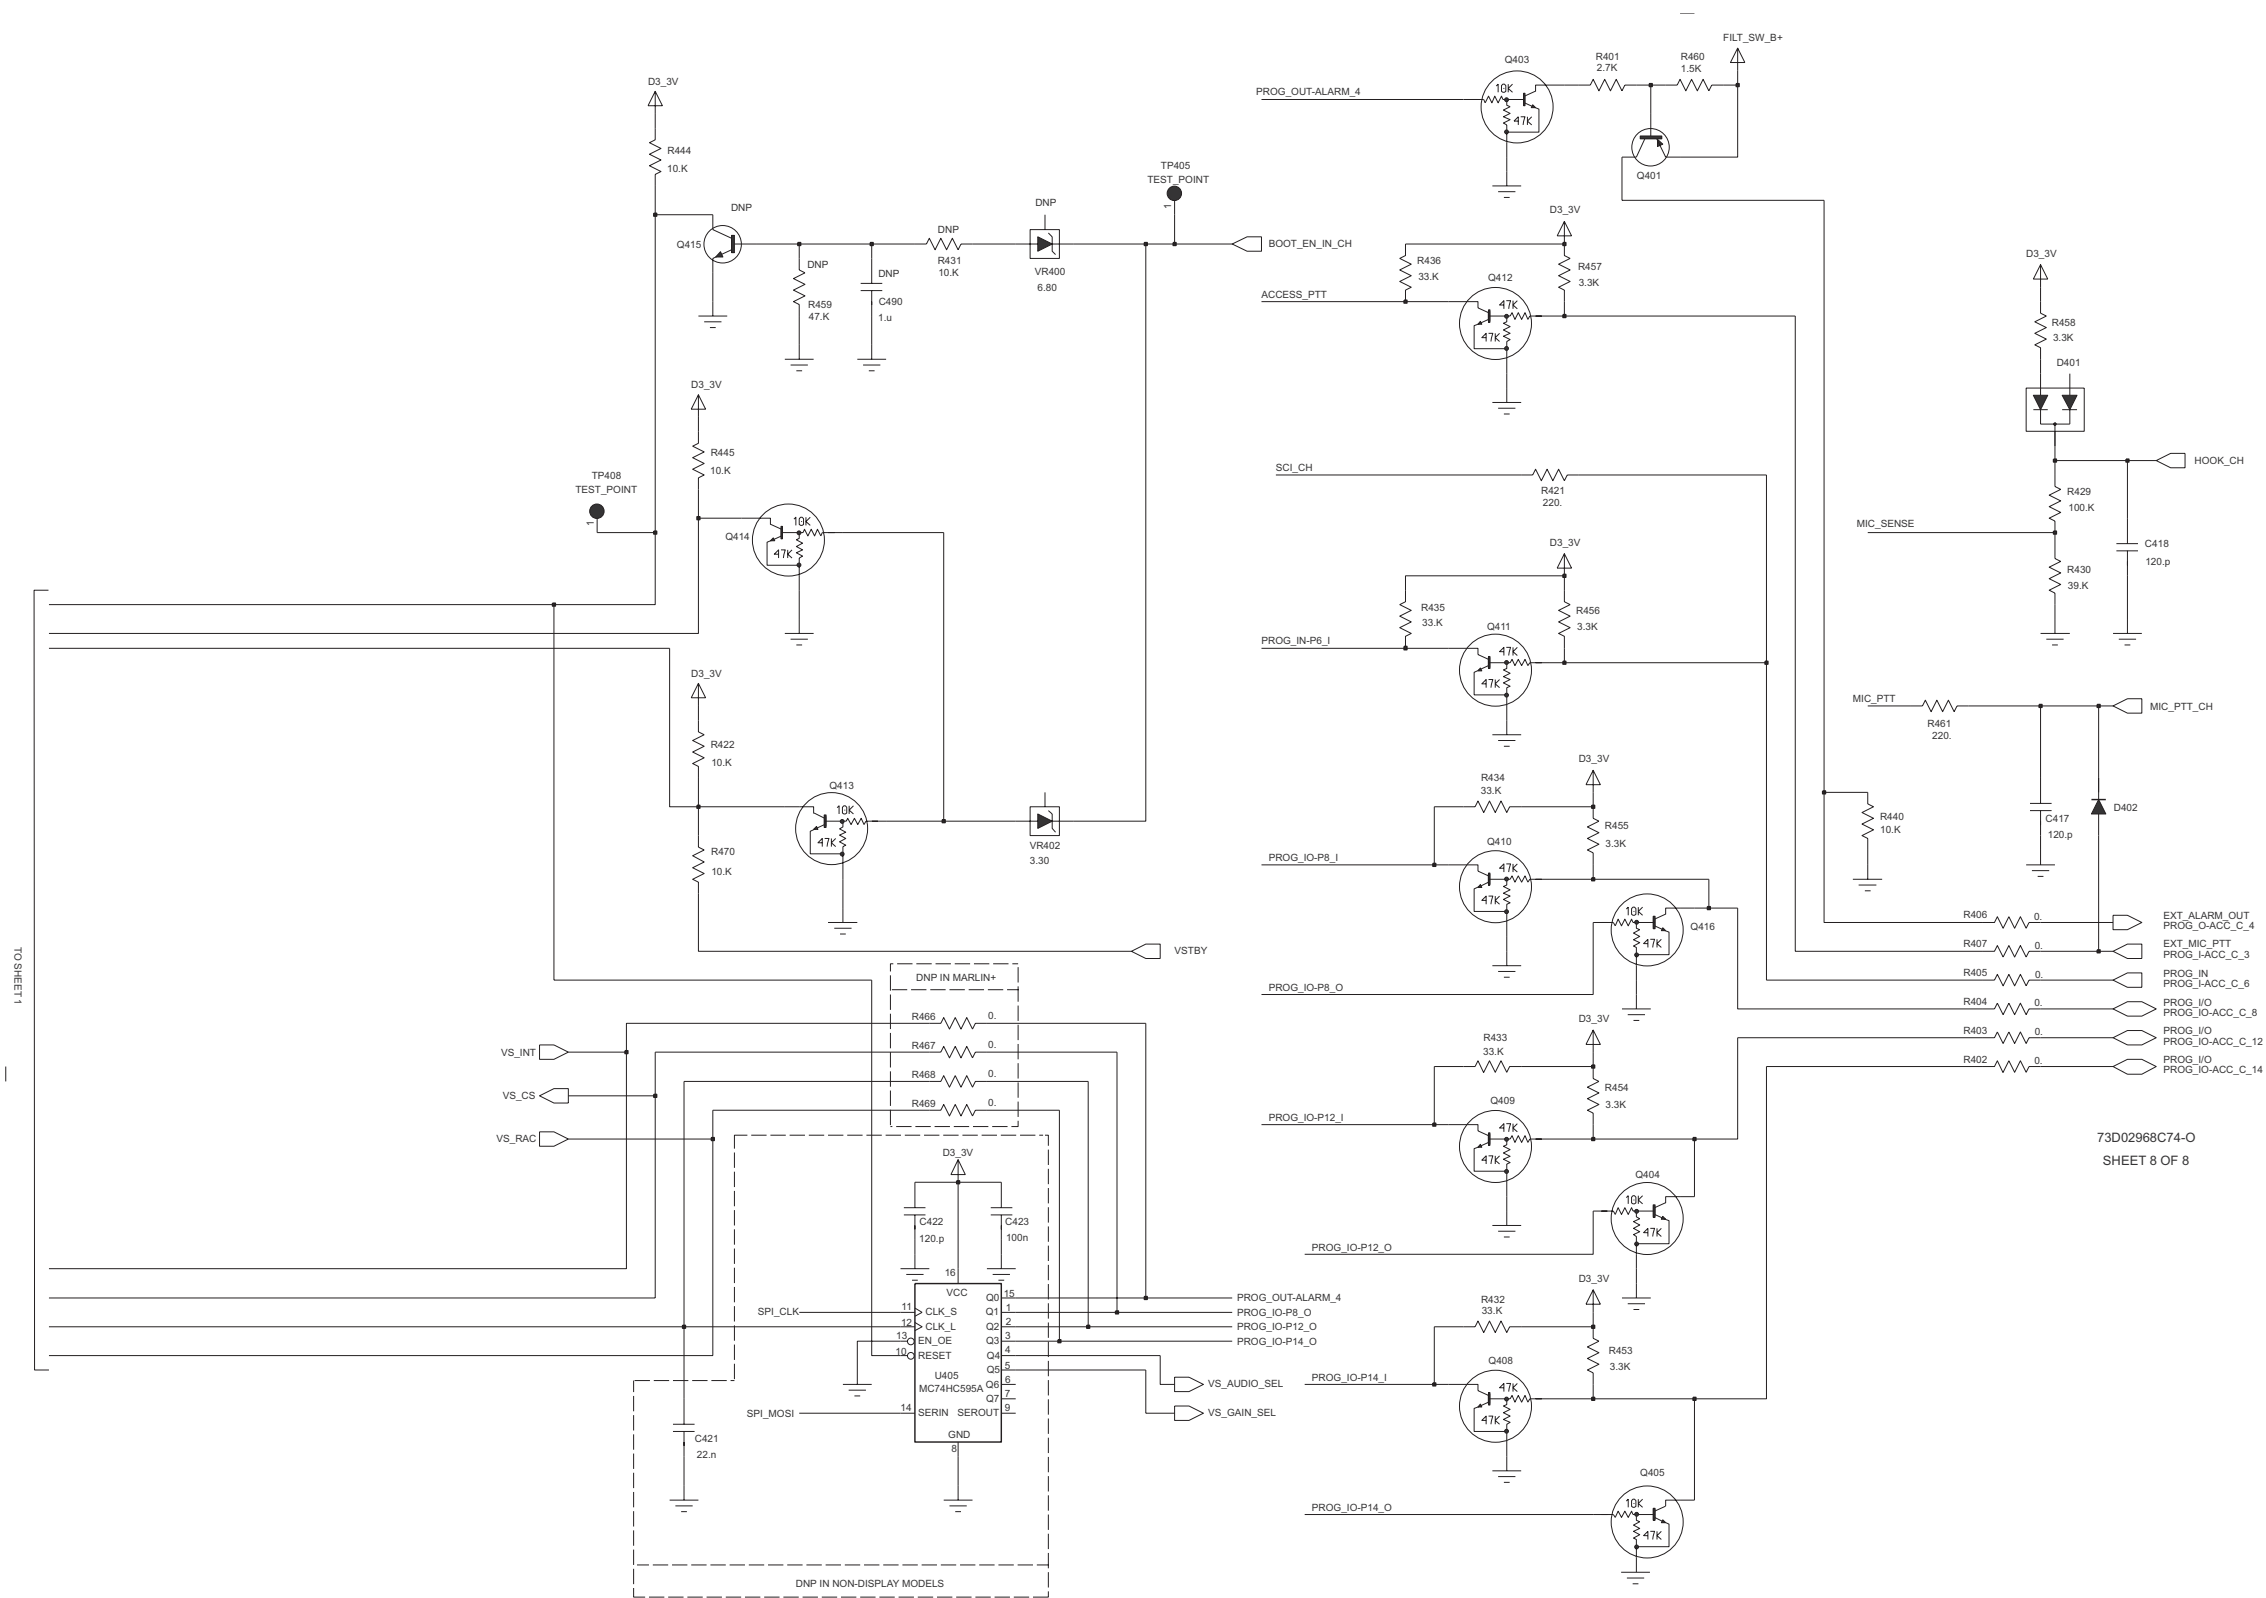 D3_3V
R444
10.K
DNP
Q415
DNP
R459
47.K
DNP
C490
1.u
DNP
R431
10.K
DNP
VR400
6.80
TP405
TEST_POINT
1
BOOT_EN_IN_CH
D3_3V
R445
10.K
TP408
TEST_POINT
1
Q414
10K
47K
D3_3V
R422
10.K
Q413
10K
47K
R470
10.K
VR402
3.30
VSTBY
TO SHEET 1
DNP IN MARLIN+
R466
0.
R467
0.
R468
0.
R469
0.
VS_INT
VS_CS
VS_RAC
D3_3V
C422
120.p
C423
100n
16
VCC
SPI_CLK
11
CLK_S
12
CLK_L
13
EN_OE
10
RESET
U405
MC74HC595A
SPI_MOSI
14
SERIN
SEROUT
9
GND
8
Q0
15
Q1
1
Q2
2
Q3
3
Q4
4
Q5
5
Q6
6
Q7
7
PROG_OUT-ALARM_4
PROG_IO-P8_O
PROG_IO-P12_O
PROG_IO-P14_O
VS_AUDIO_SEL
VS_GAIN_SEL
C421
22.n
DNP IN NON-DISPLAY MODELS
PROG_OUT-ALARM_4
Q403
10K
47K
R401
2.7K
R460
1.5K
FILT_SW_B+
Q401
D3_3V
R436
33.K
Q412
R457
3.3K
ACCESS_PTT
47K
47K
SCI_CH
R421
220.
D3_3V
R435
33.K
Q411
R456
3.3K
PROG_IN-P6_I
47K
47K
D3_3V
R434
33.K
R455
3.3K
Q410
PROG_IO-P8_I
47K
47K
10K
47K
Q416
PROG_IO-P8_O
D3_3V
R433
33.K
R454
3.3K
Q409
PROG_IO-P12_I
47K
47K
Q404
10K
47K
PROG_IO-P12_O
D3_3V
R432
33.K
R453
3.3K
Q408
PROG_IO-P14_I
47K
47K
Q405
10K
47K
PROG_IO-P14_O
D3_3V
R458
3.3K
D401
HOOK_CH
R429
100.K
MIC_SENSE
C418
120.p
R430
39.K
MIC_PTT
R461
220.
MIC_PTT_CH
R440
10.K
C417
120.p
D402
R406
0.
EXT_ALARM_OUT
PROG_O-ACC_C_4
R407
0.
EXT_MIC_PTT
PROG_I-ACC_C_3
R405
0.
PROG_IN
PROG_I-ACC_C_6
R404
0.
PROG_I/O
PROG_IO-ACC_C_8
R403
0.
PROG_I/O
PROG_IO-ACC_C_12
R402
0.
PROG_I/O
PROG_IO-ACC_C_14
73D02968C74-O
SHEET 8 OF 8